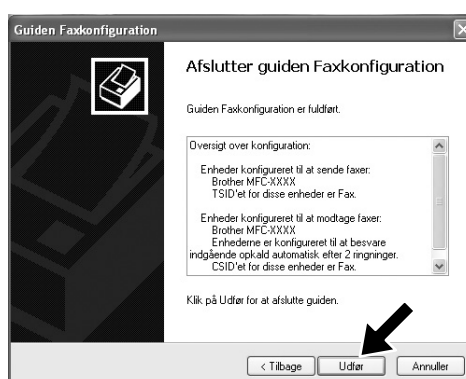 Guiden Faxkonfiguration
Afslutter guiden Faxkonfiguration
Guiden Faxkonfiguration er fuldført.
Oversigt over konfiguration:
Enheder konfigureret til at sende faxer:
Brother MFC-XXXX
TSID'et for disse enheder er Fax.
Enheder konfigureret til at modtage faxer:
Brother MFC-XXXX
Enhederne er konfigureret til at besvare
indgående opkald automatisk efter 2 ringninger.
CSID'et for disse enheder er Fax.
Klik på Udfør for at afslutte guiden.
< Tilbage
Udfør
Annuller